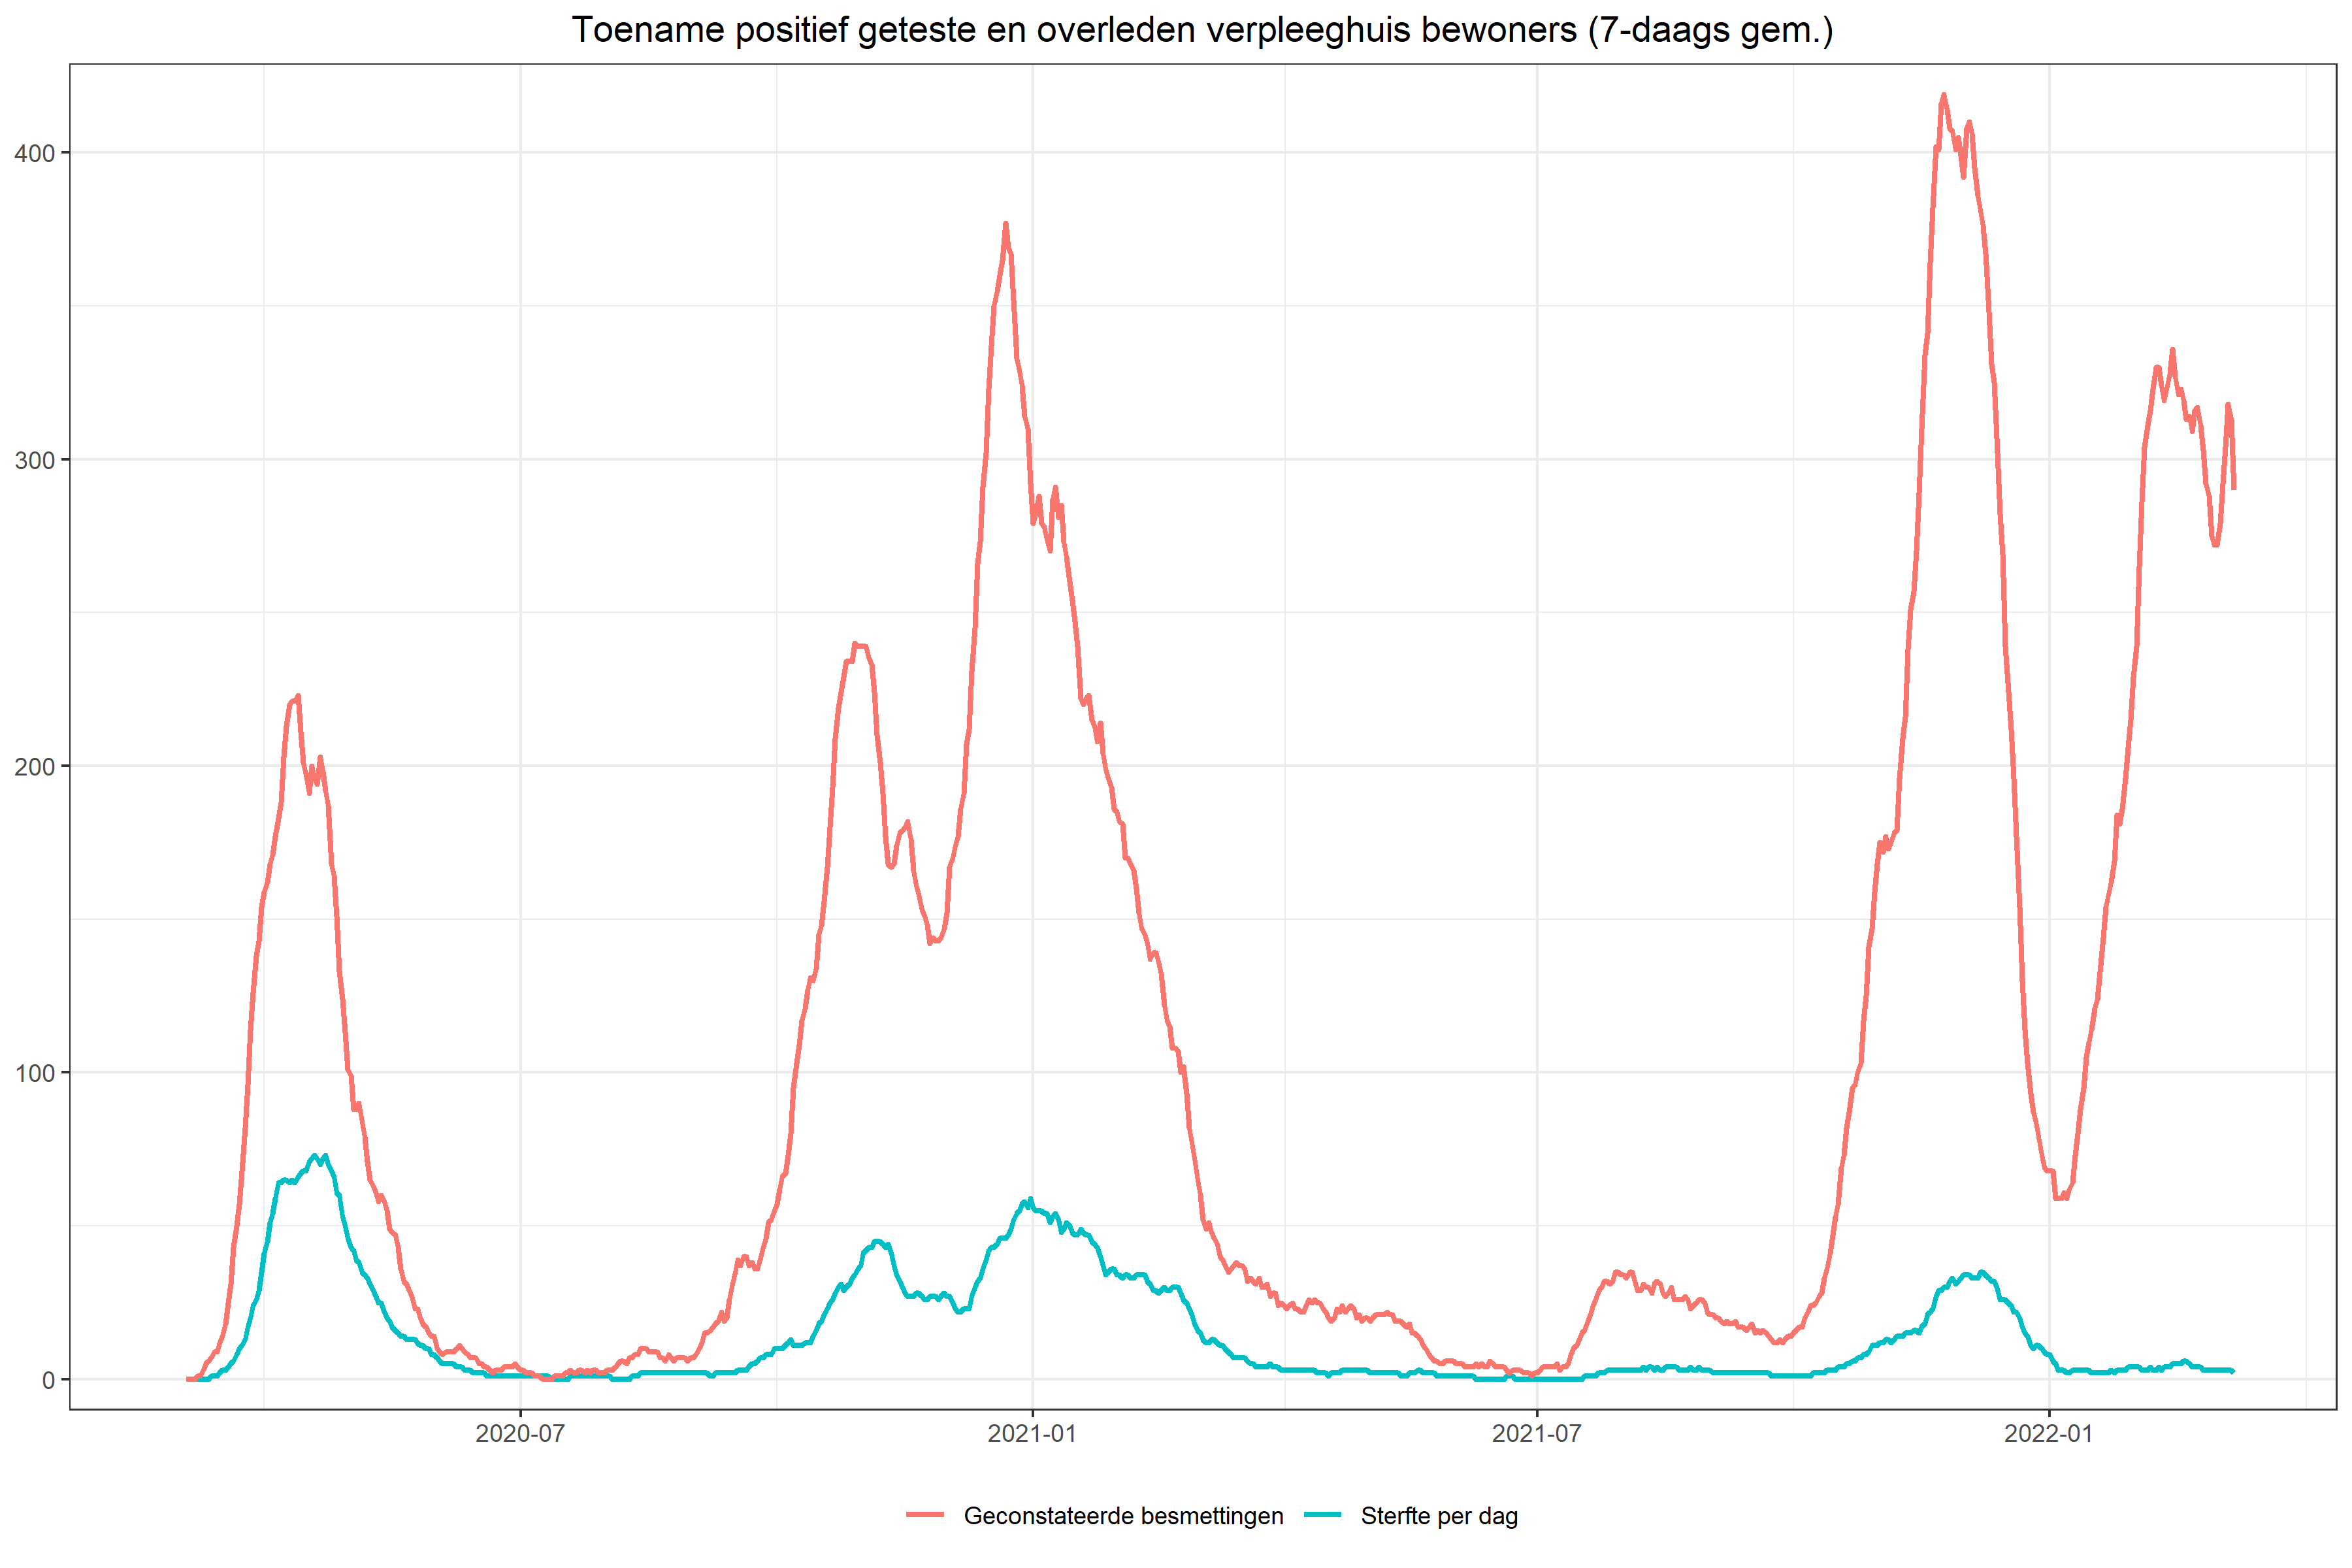 Toename positief geteste en overleden verpleeghuis bewoners (7-daags gem.)
400
300
200
100
0
2020-07 2021-01 2021-07 2022-01
Geconstateerde besmettingen Sterfte per dag